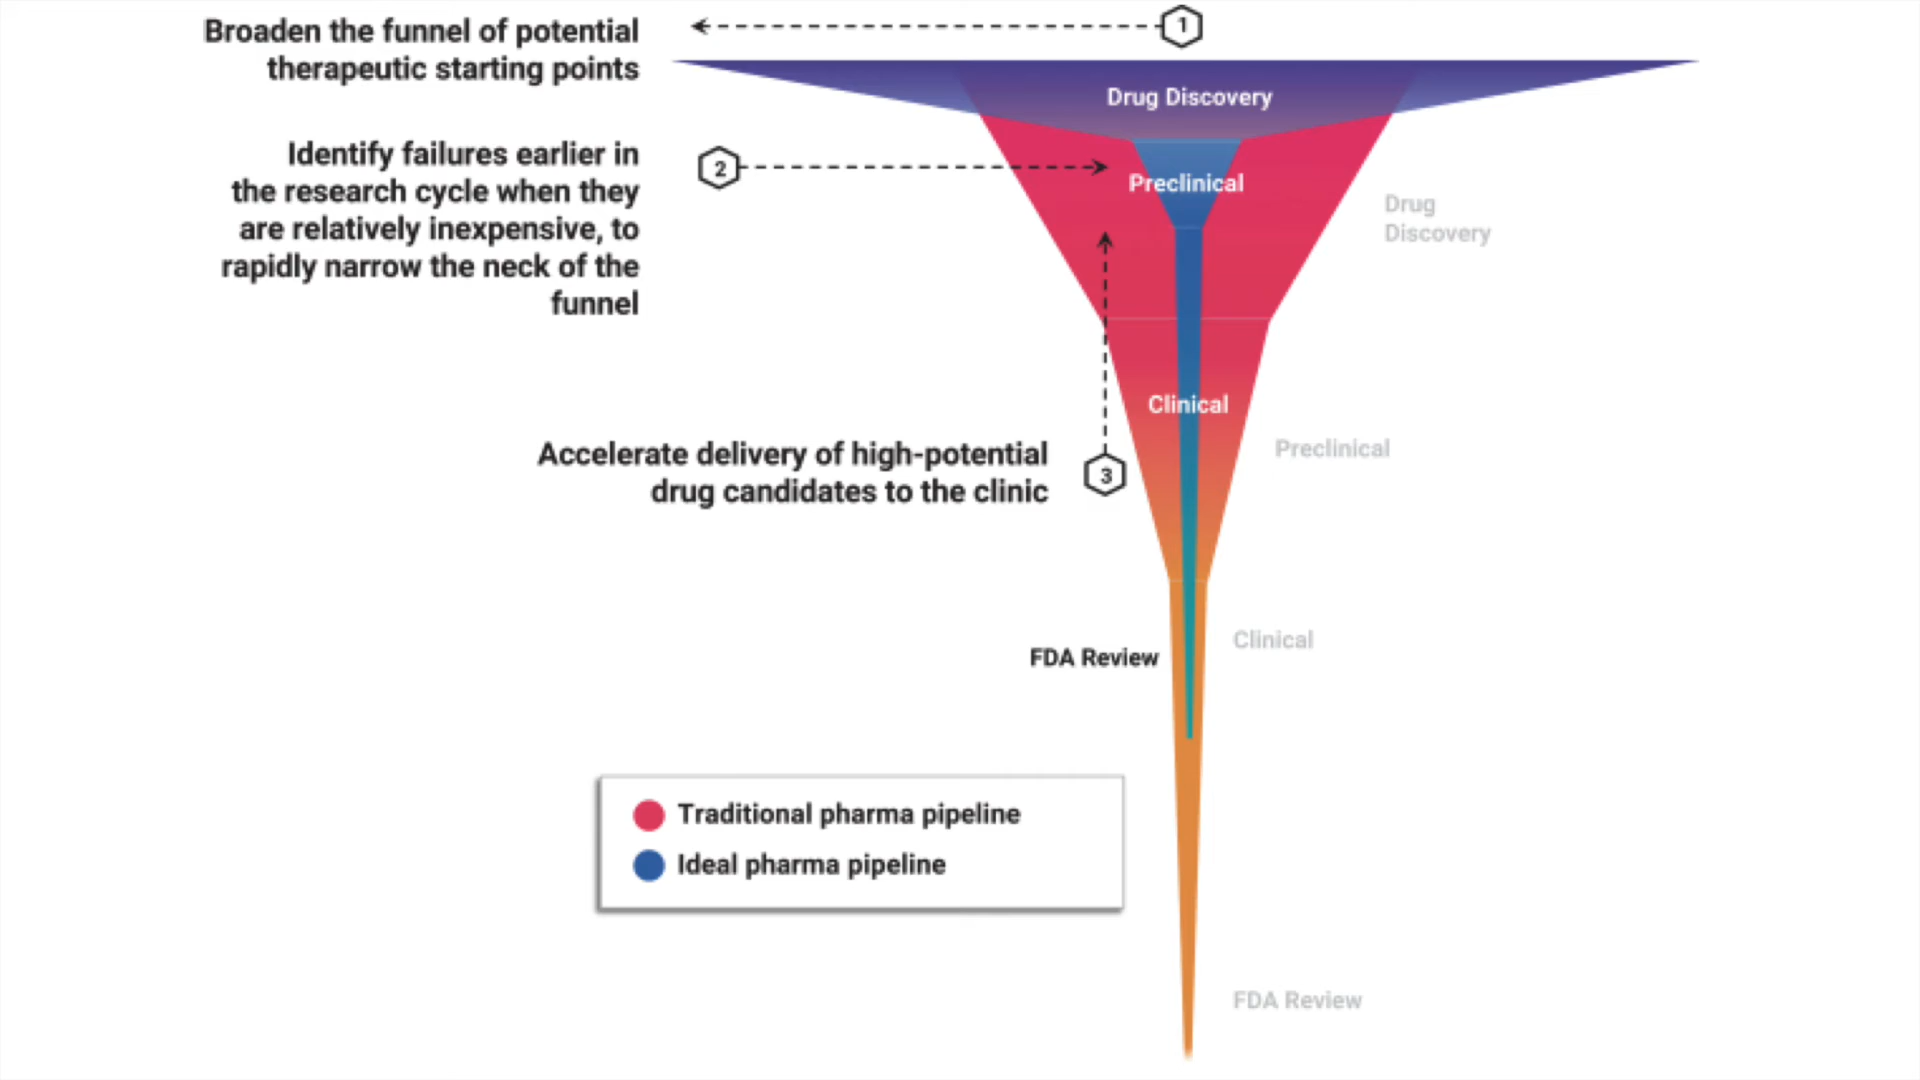 1
Broaden the funnel of potential
therapeutic starting points
Drug Discovery
Identify failures earlier in
the research cycle when they
are relatively inexpensive, to
rapidly narrow the neck of the
funnel
2
Preclinical
Drug
Discovery
Clinical
Accelerate delivery of high-potential
drug candidates to the clinic
3
Preclinical
FDA Review
Clinical
Traditional pharma pipeline
Ideal pharma pipeline
FDA Review